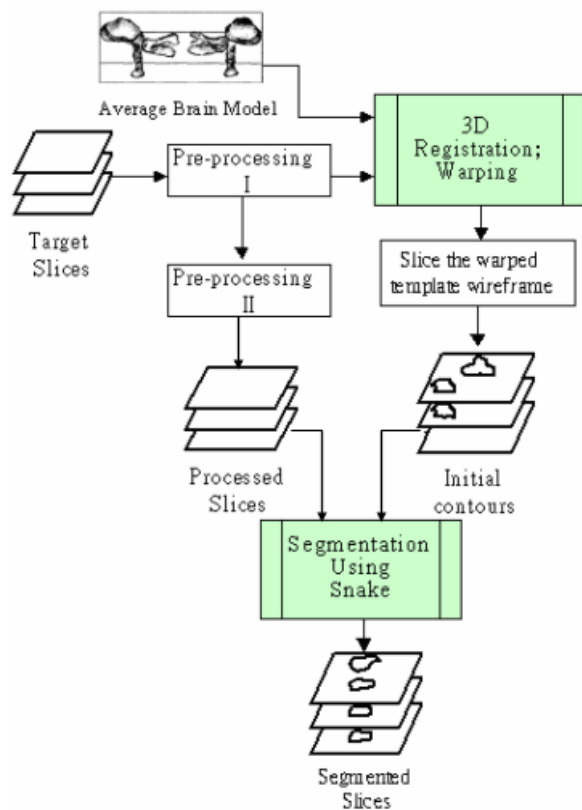 Average Brain Model
3D
Registration;
Warping
Pre-processing
I
Target
Slices
Pre-processing
II
Slice the warped
template wireframe
Processed
Slices
Initial
contours
Segmentation
Using
Snake
Segmented
Slices